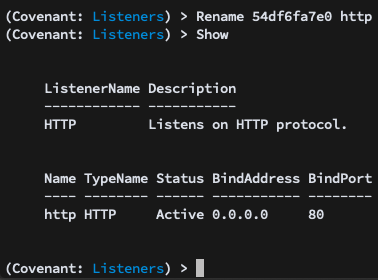 (Covenant: Listeners) > Rename 54df6fa7e0 http
(Covenant: Listeners) > Show
ListenerName Description
------------ -----------
HTTP Listens on HTTP protocol.
Name TypeName Status BindAddress BindPort
---- -------- ------ ----------- --------
http HTTP Active 0.0.0.0 80
(Covenant: Listeners) >